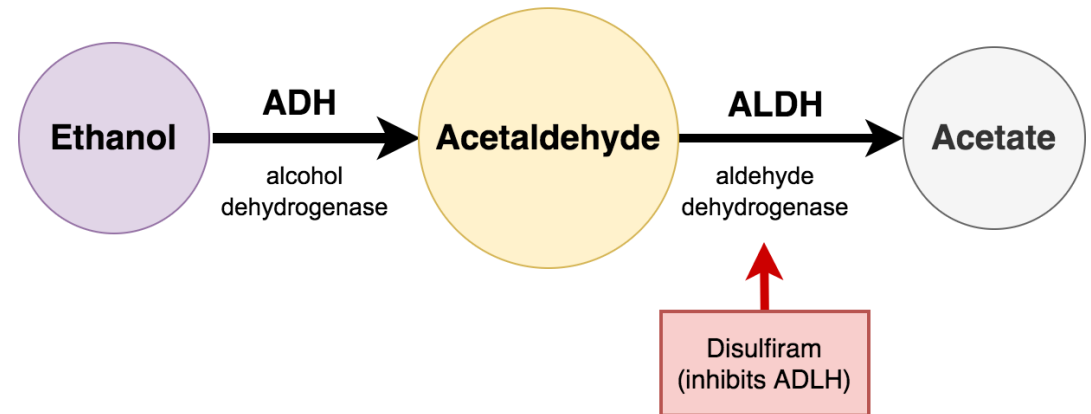 Ethanol
ADH
alcohol
dehydrogenase
Acetaldehyde
ALDH
aldehyde
dehydrogenase
Acetate
Disulfiram
(inhibits ADLH)